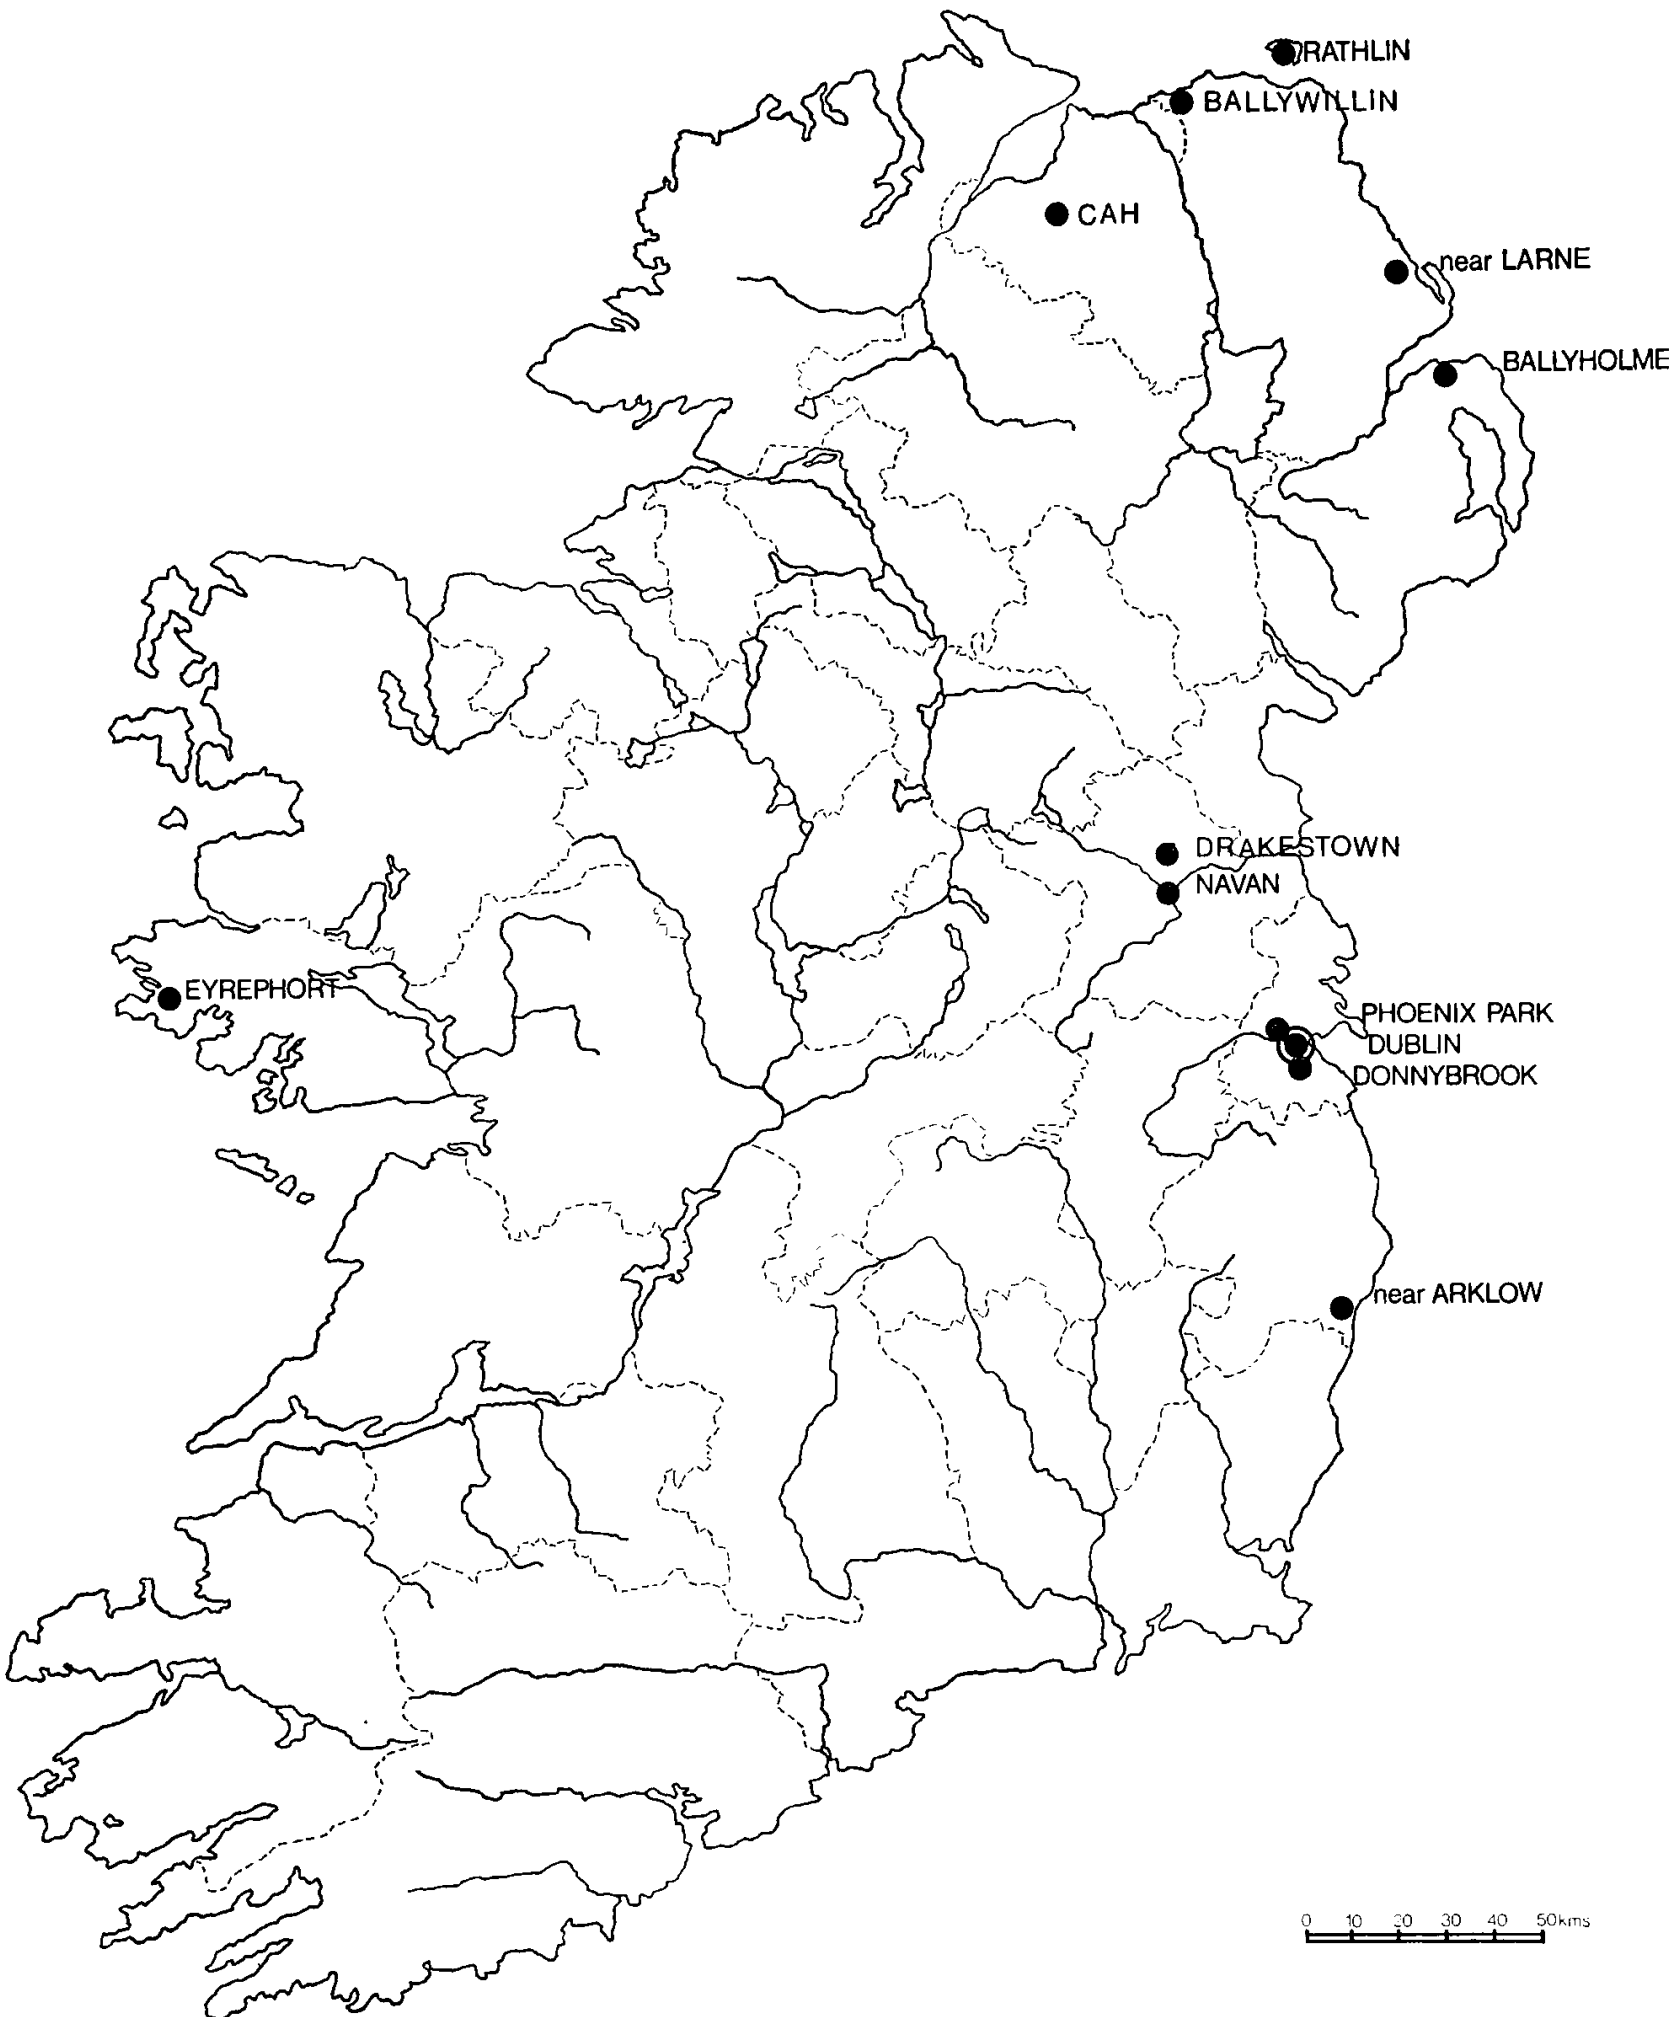 RATHLIN
BALLYWILLIN
CAH
near LARNE
BALLYHOLME
DRAKESTOWN
NAVAN
EYREPHORT
PHOENIX PARK
DUBLIN
DONNYBROOK
near ARKLOW
0 10 20 30 40 50kms